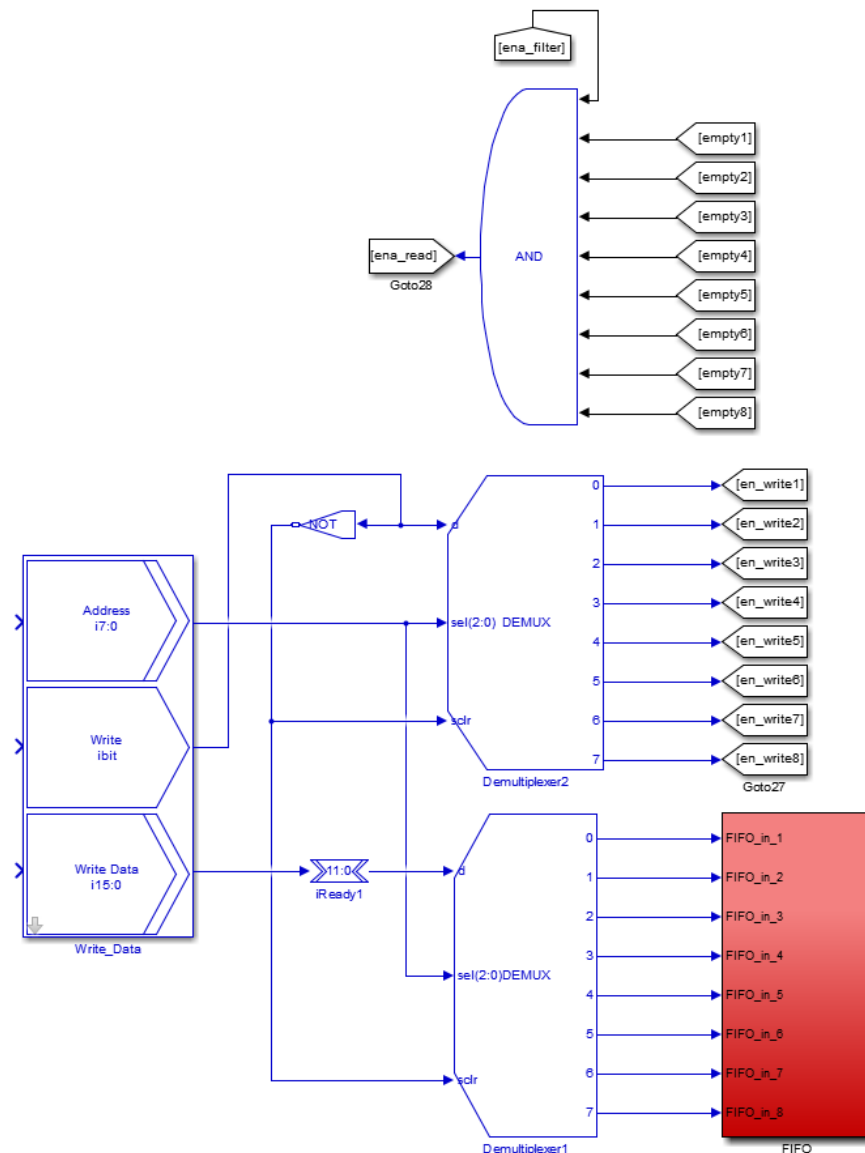 [ena_filter]
[empty1]
[empty2]
[empty3]
[ena_read]
AND
[empty4]
Goto28
[empty5]
[empty6]
[empty7]
[empty8]
0
[en_write1]
NOT
d
1
[en_write2]
2
[en_write3]
Address
i7:0
3
[en_write4]
sel(2:0) DEMUX
4
[en_write5]
5
[en_write6]
Write
ibit
sclr
6
[en_write7]
7
[en_write8]
Demultiplexer2
Goto27
0
FIFO_in_1
Write Data
i15:0
11:0
d
iReady1
1
FIFO_in_2
2
FIFO_in_3
Write_Data
3
FIFO_in_4
sel(2:0)DEMUX
4
FIFO_in_5
5
FIFO_in_6
sclr
6
FIFO_in_7
7
FIFO_in_8
Demultiplexer1
FIFO